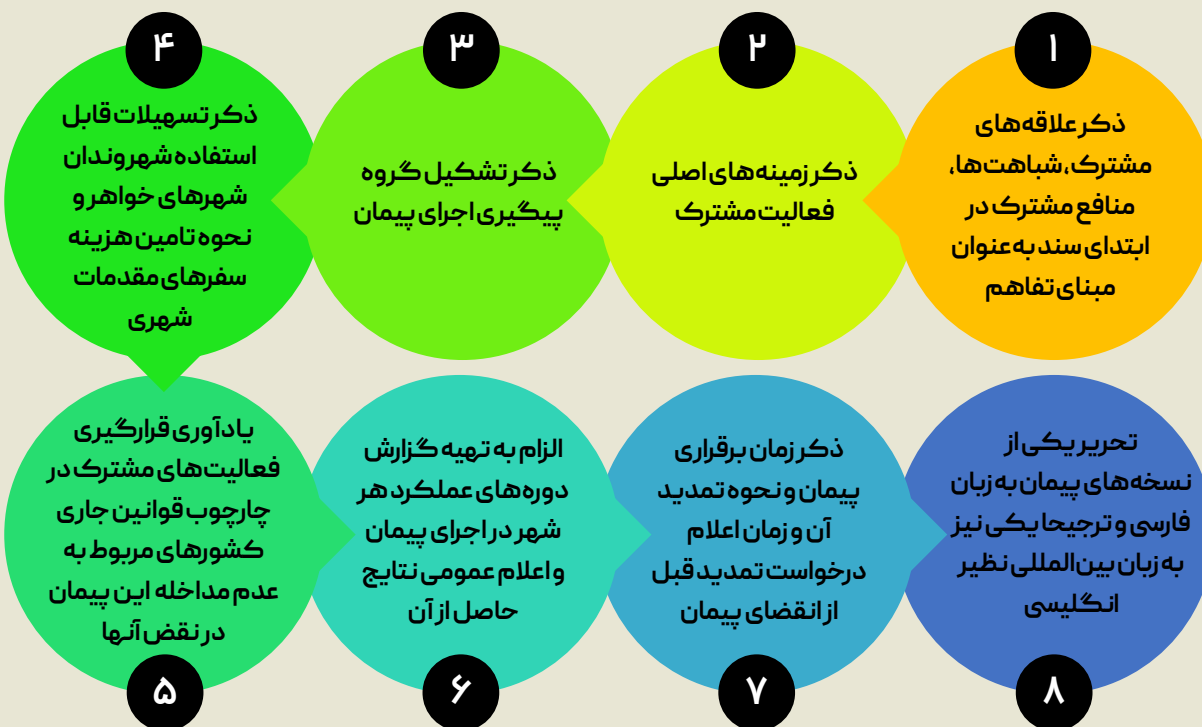 ۱
ذکر علاقه‌های
مشترک، شباهت‌ها،
منافع مشترک در
ابتدای سند به عنوان
مبنای تفاهم
۲
ذکر زمینه‌های اصلی
فعالیت مشترک
۳
ذکر تشکیل گروه
پیگیری اجرای پیمان
۴
ذکر تسهیلات قابل
استفاده شهروندان
شهرهای خواهر و
نحوه تامین هزینه
سفرهای مقدمات
شهری
یادآوری قرارگیری
فعالیت‌های مشترک در
چارچوب قوانین جاری
کشورهای مربوط به
عدم مداخله این پیمان
در نقض آنها
۵
الزام به تهیه گزارش
دوره‌های عملکرد هر
شهر در اجرای پیمان
و اعلام عمومی نتایج
حاصل از آن
۶
ذکر زمان برقراری
پیمان و نحوه تمدید
آن و زمان اعلام
درخواست تمدید قبل
از انقضای پیمان
۷
تحریر یکی از
نسخه‌های پیمان به زبان
فارسی و ترجیحا یکی نیز
به زبان بین‌المللی نظیر
انگلیسی
۸